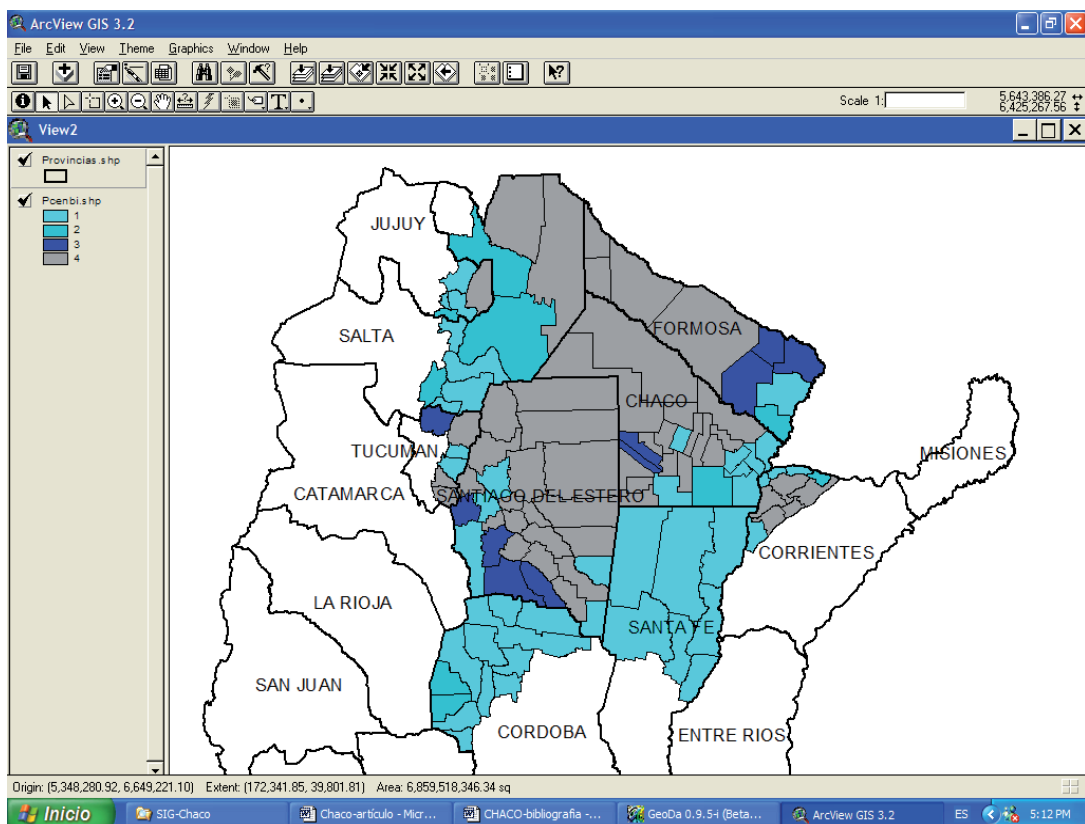 ArcView GIS 3.2
File Edit View Theme Graphics Window Help
Scale 1:
5,643,386.27
6,425,267.56
View2
Provincias.shp
Pcenbi.shp
1
2
3
4
JUJUY
SALTA
FORMOSA
CHACO
TUCUMAN
MISIONES
CATAMARCA
SANTIAGO DEL ESTERO
CORRIENTES
LA RIOJA
SANTA FE
SAN JUAN
CORDOBA
ENTRE RIOS
Origin: (5,348,280.92, 6,649,221.10) Extent: (172,341.85, 39,801.81) Area: 6,859,518,346.34 sq
Inicio SIG-Chaco Chaco-artículo - Micr... CHACO-bibliografia -... GeoDa 0.9.5-i (Beta... ArcView GIS 3.2 ES 5:12 PM